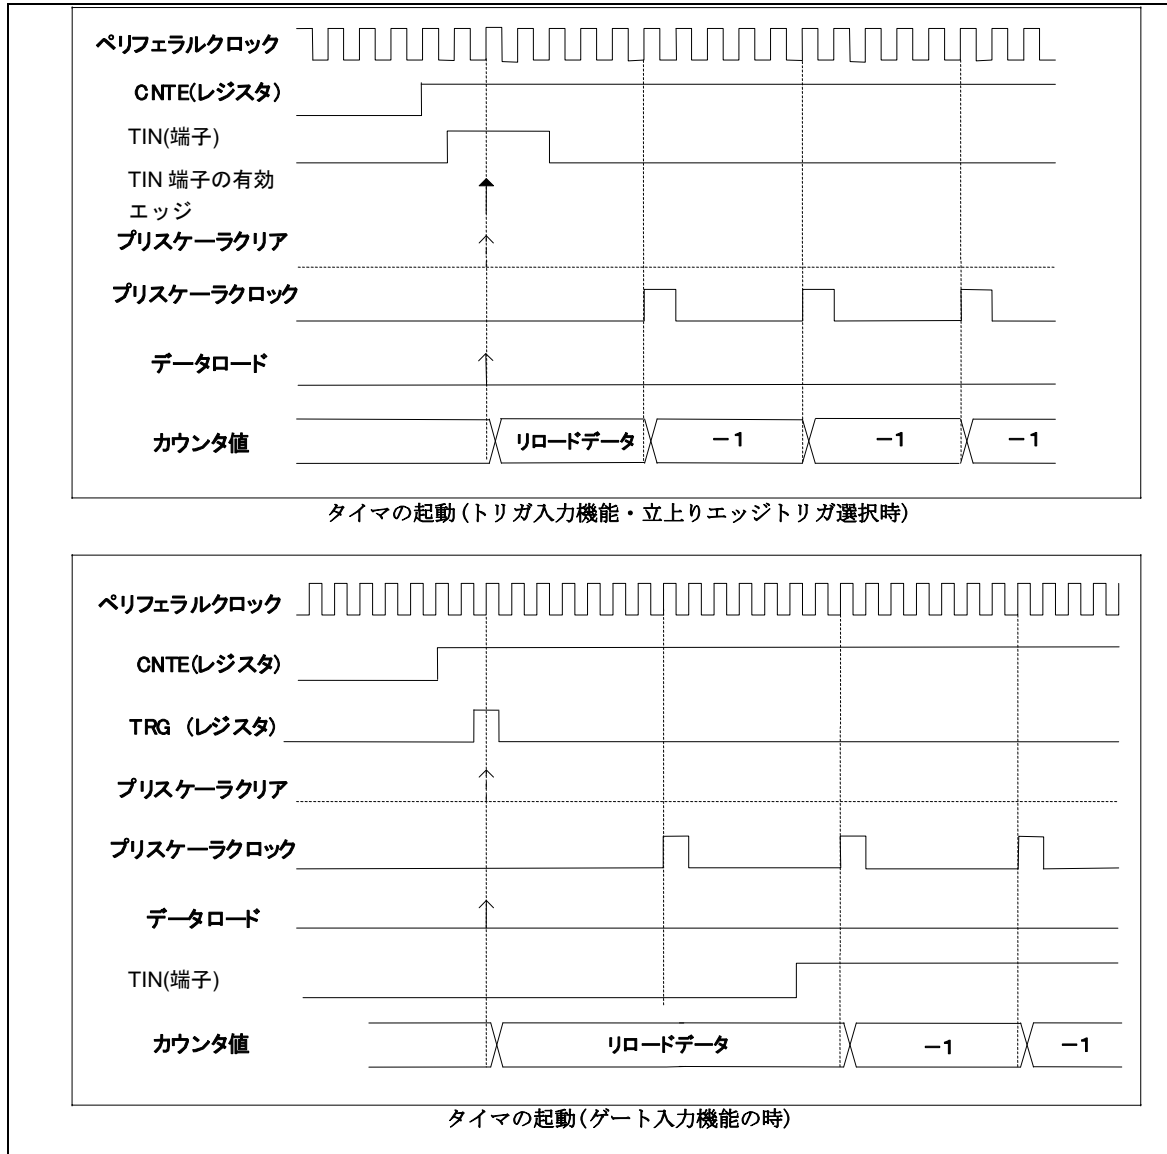 ペリフェラルクロック
CNTE(レジスタ)
TIN(端子)
TIN 端子の有効
エッジ
プリスケーラクリア
プリスケーラクロック
データロード
カウンタ値
リロードデータ
－1
－1
－1
タイマの起動(トリガ入力機能・立上りエッジトリガ選択時)
ペリフェラルクロック
CNTE(レジスタ)
TRG (レジスタ)
プリスケーラクリア
プリスケーラクロック
データロード
TIN(端子)
カウンタ値
リロードデータ
－1
－1
タイマの起動(ゲート入力機能の時)